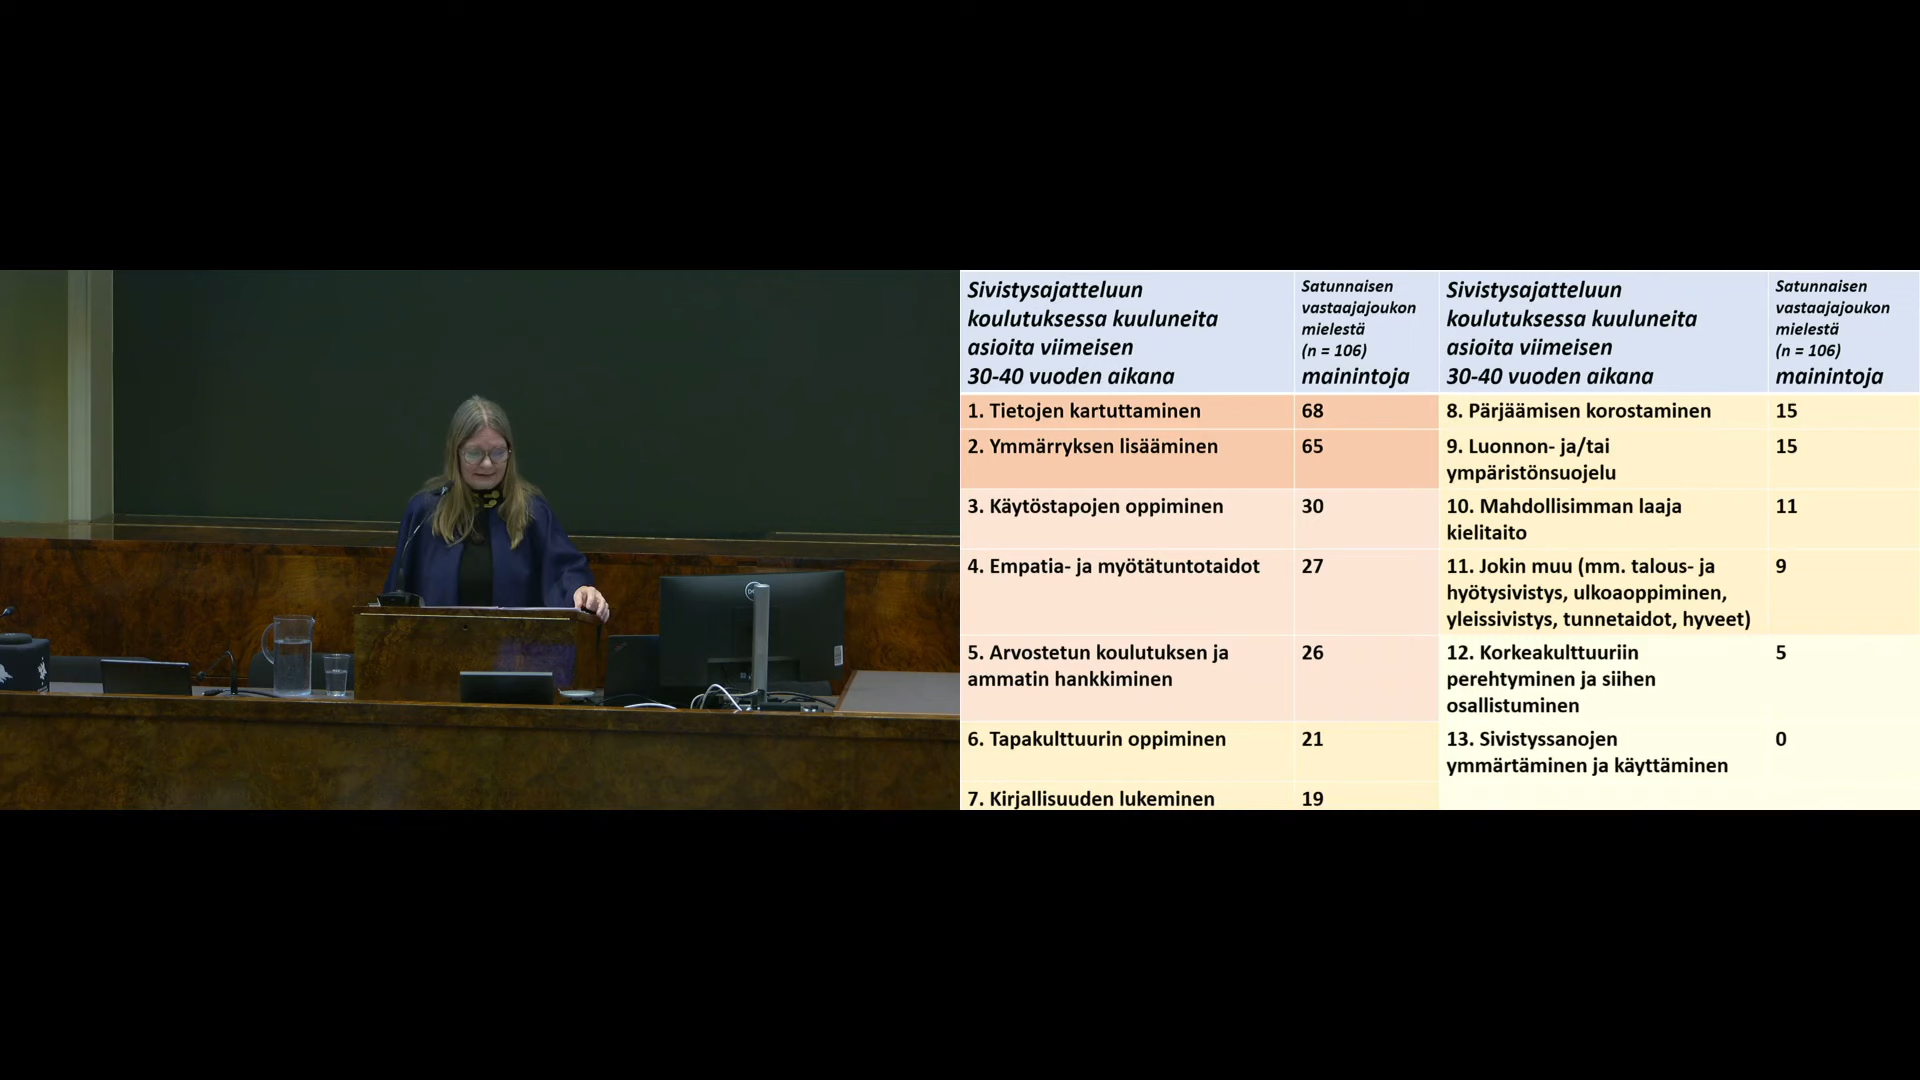 Sivistysajatteluun
koulutuksessa kuuluneita
asioita viimeisen
30-40 vuoden aikana
Satunnaisen
vastaajajoukon
mielestä
(n = 106)
mainintoja
Sivistysajatteluun
koulutuksessa kuuluneita
asioita viimeisen
30-40 vuoden aikana
Satunnaisen
vastaajajoukon
mielestä
(n = 106)
mainintoja
1. Tietojen kartuttaminen
68
8. Pärjäämisen korostaminen
15
2. Ymmärryksen lisääminen
65
9. Luonnon- ja/tai
ympäristönsuojelu
15
3. Käytöstapojen oppiminen
30
10. Mahdollisimman laaja
kielitaito
11
4. Empatia- ja myötätuntotaidot
27
11. Jokin muu (mm. talous- ja
hyötysivistys, ulkoaoppiminen,
yleissivistys, tunnetaidot, hyveet)
9
5. Arvostetun koulutuksen ja
ammatin hankkiminen
26
12. Korkeakulttuuriin
perehtyminen ja siihen
osallistuminen
5
6. Tapakulttuurin oppiminen
21
13. Sivistyssanojen
ymmärtäminen ja käyttäminen
0
7. Kirjallisuuden lukeminen
19